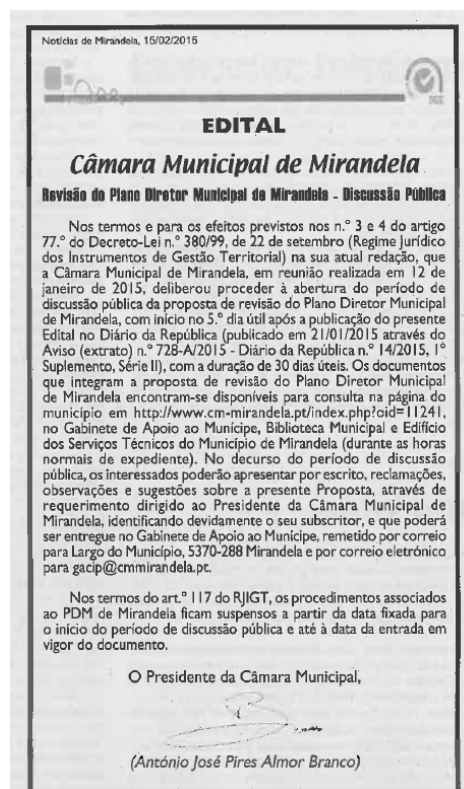 Notícias de Mirandela, 15/02/2015
SGS
EDITAL
Câmara Municipal de Mirandela
Revisão do Plano Diretor Municipal de Mirandela - Discussão Pública
Nos termos e para os efeitos previstos nos n.º 3 e 4 do artigo
77.º do Decreto-Lei n.º 380/99, de 22 de setembro (Regime Jurídico
dos Instrumentos de Gestão Territorial) na sua atual redação, que
a Câmara Municipal de Mirandela, em reunião realizada em 12 de
janeiro de 2015, deliberou proceder à abertura do período de
discussão pública da proposta de revisão do Plano Diretor Municipal
de Mirandela, com início no 5.º dia útil após a publicação do presente
Edital no Diário da República (publicado em 21/01/2015 através do
Aviso (extrato) n.º 728-A/2015 - Diário da República n.º 14/2015, 1º
Suplemento, Série II), com a duração de 30 dias úteis. Os documentos
que integram a proposta de revisão do Plano Diretor Municipal
de Mirandela encontram-se disponíveis para consulta na página do
município em http://www.cm-mirandela.pt/index.php?oid=11241,
no Gabinete de Apoio ao Munícipe, Biblioteca Municipal e Edifício
dos Serviços Técnicos do Município de Mirandela (durante as horas
normais de expediente). No decurso do período de discussão
pública, os interessados poderão apresentar por escrito, reclamações,
observações e sugestões sobre a presente Proposta, através de
requerimento dirigido ao Presidente da Câmara Municipal de
Mirandela, identificando devidamente o seu subscritor, e que poderá
ser entregue no Gabinete de Apoio ao Munícipe, remetido por correio
para Largo do Município, 5370-288 Mirandela e por correio eletrónico
para gacip@cmmirandela.pt.
Nos termos do art.º 117 do RJIGT, os procedimentos associados
ao PDM de Mirandela ficam suspensos a partir da data fixada para
o início do período de discussão pública e até à data da entrada em
vigor do documento.
O Presidente da Câmara Municipal,
(António José Pires Almor Branco)